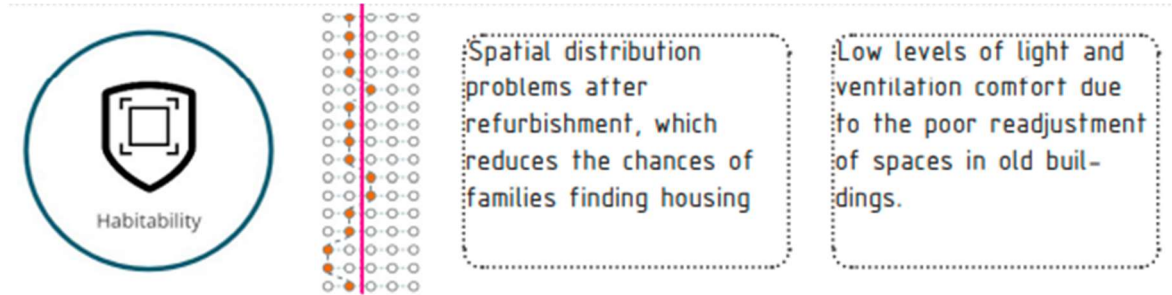 Habitability
Spatial distribution
problems after
refurbishment, which
reduces the chances of
families finding housing
Low levels of light and
ventilation comfort due
to the poor readjustment
of spaces in old buil-
dings.